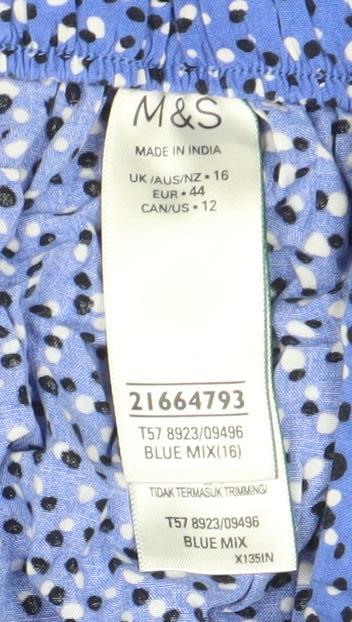 M&S
MADE IN INDIA
UK/AUS/NZ • 16
EUR • 44
CAN/US • 12
21664793
T57 8923/09496
BLUE MIX(16)
TIDAK TERMASUK TRIMMING/
T57 8923/09496
BLUE MIX
X135IN